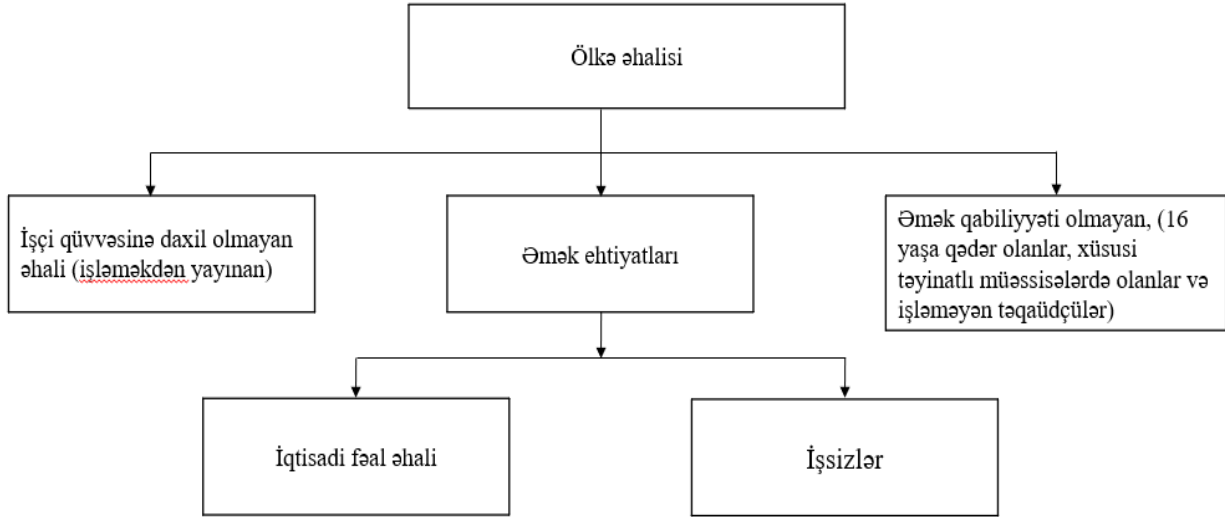 Ölkə əhalisi
İşçi qüvvəsinə daxil olmayan
əhali (işləməkdən yayınan)
Əmək ehtiyatları
Əmək qabiliyyəti olmayan, (16
yaşa qədər olanlar, xüsusi
təyinatlı müəssisələrdə olanlar və
işləməyən təqaüdçülər)
İqtisadi fəal əhali
İşsizlər